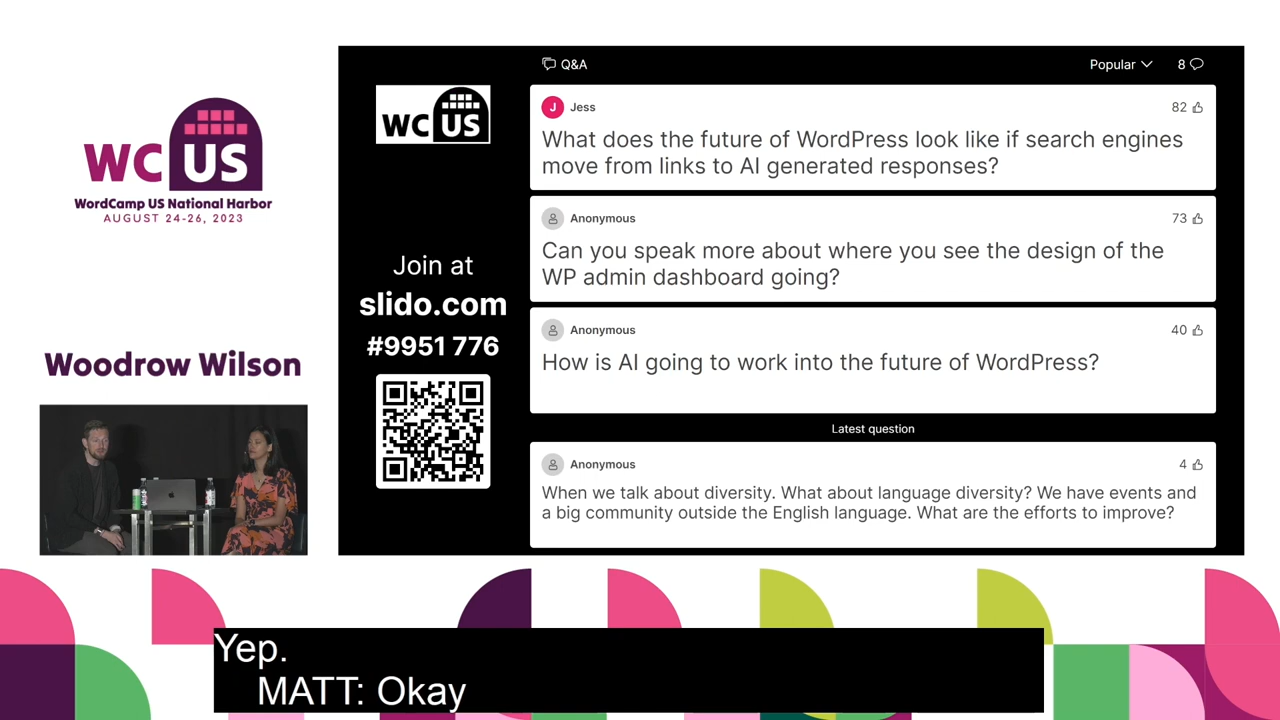 WC US
WordCamp US National Harbor
AUGUST 24-26, 2023
Woodrow Wilson
WC US
Join at
slido.com
#9951 776
Q&A
Popular
8
J
Jess
82
What does the future of WordPress look like if search engines
move from links to AI generated responses?
Anonymous
73
Can you speak more about where you see the design of the
WP admin dashboard going?
Anonymous
40
How is AI going to work into the future of WordPress?
Latest question
Anonymous
4
When we talk about diversity. What about language diversity? We have events and
a big community outside the English language. What are the efforts to improve?
Yep.
MATT: Okay